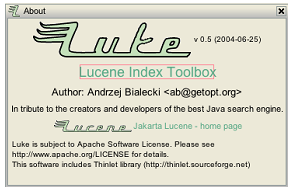 About
Luke v 0.5 (2004-06-25)
Lucene Index Toolbox
Author: Andrzej Bialecki <ab@getopt.org>
In tribute to the creators and developers of the best Java search engine.
Lucene Jakarta Lucene - home page
Luke is subject to Apache Software License. Please see
http://www.apache.org/LICENSE for details.
This software includes Thinlet library (http://thinlet.sourceforge.net)